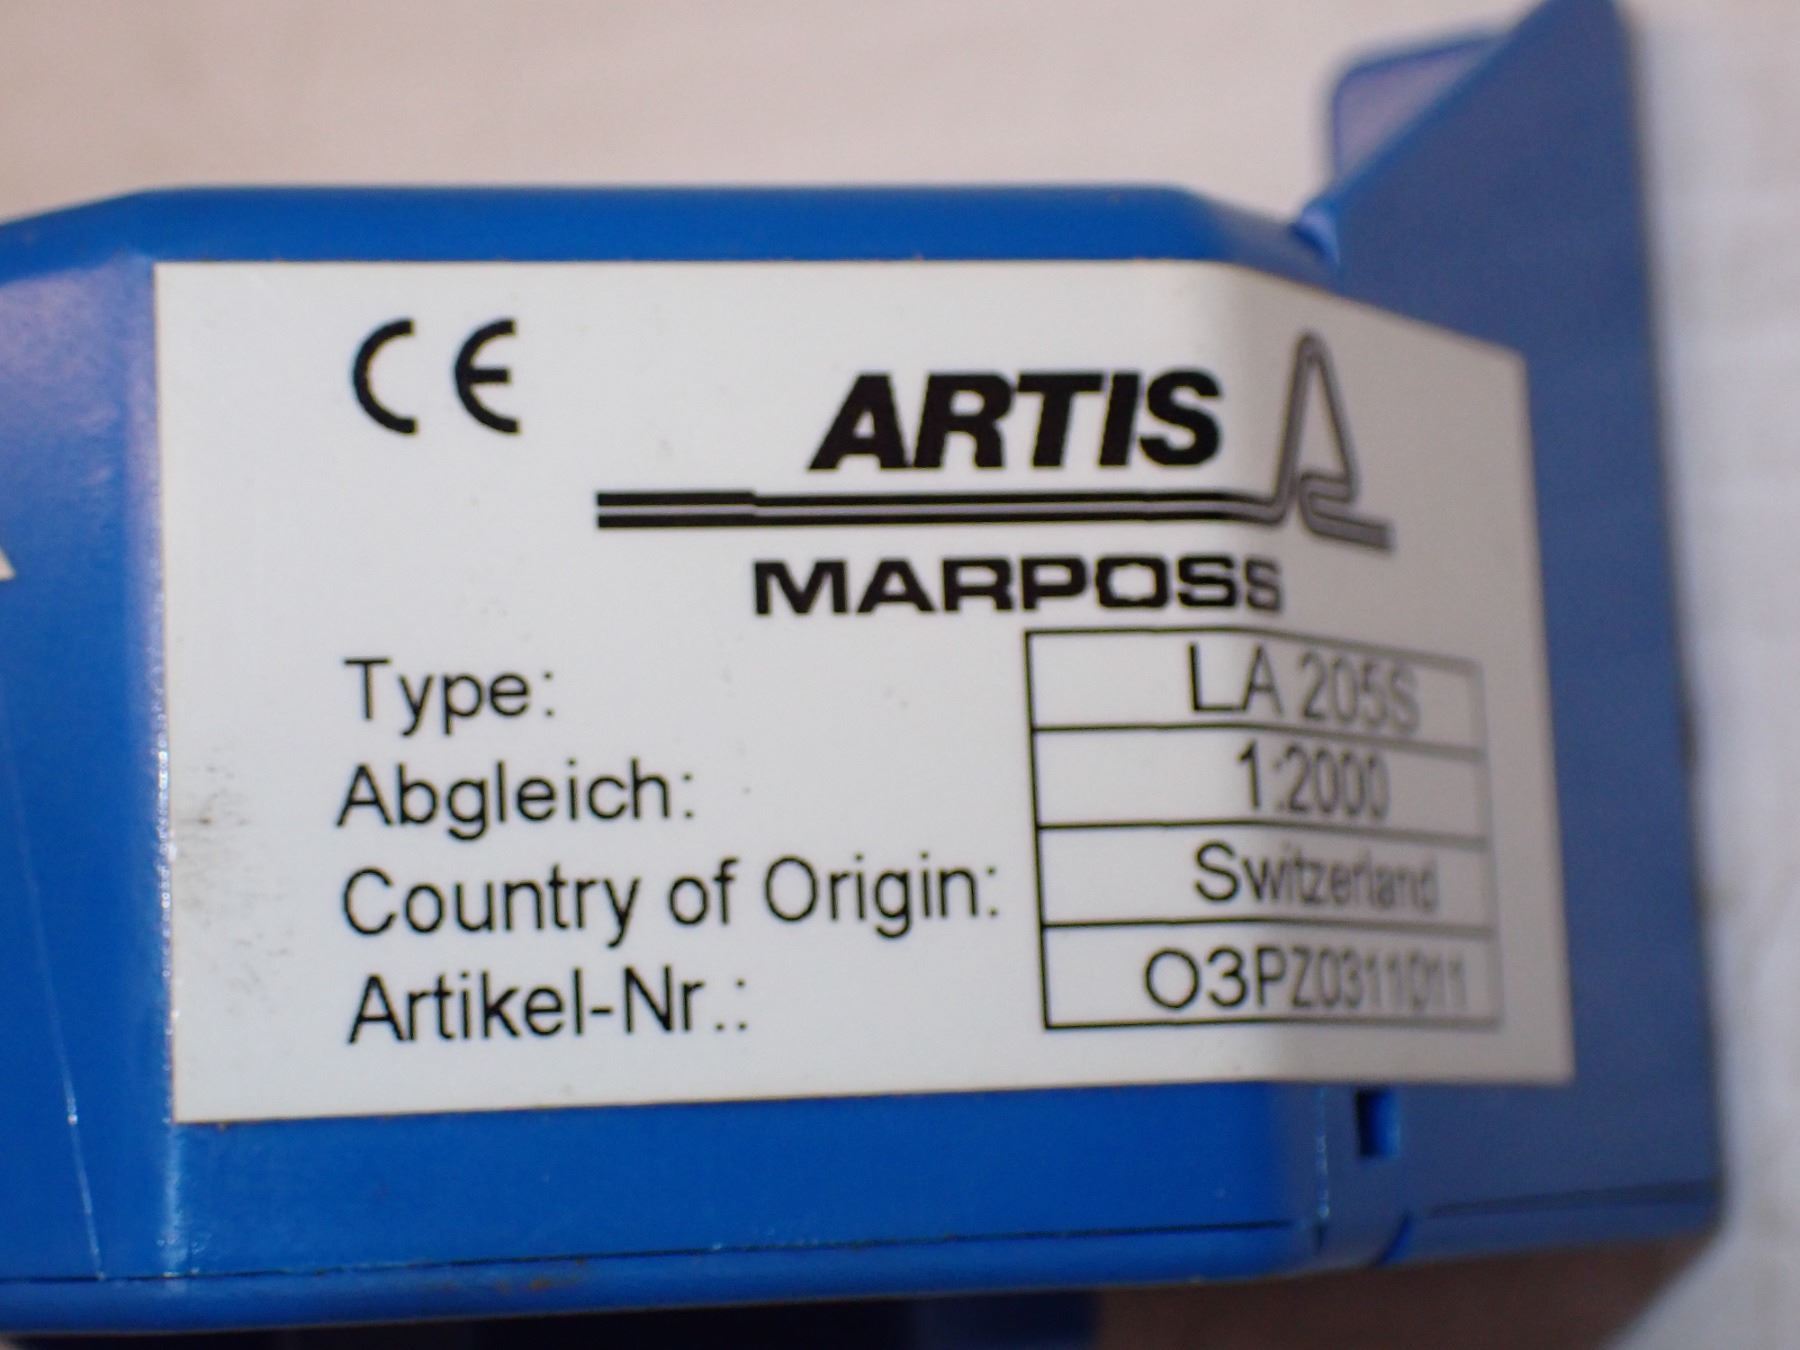 CE
ARTIS
MARPOSS
Type: LA 205S
Abgleich: 1:2000
Country of Origin: Switzerland
Artikel-Nr.: O3PZ0311011